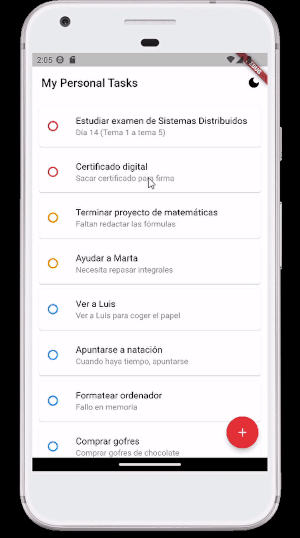 2:05
My Personal Tasks
Estudiar examen de Sistemas Distribuidos
Día 14 (Tema 1 a tema 5)
Certificado digital
Sacar certificado para firma
Terminar proyecto de matemáticas
Faltan redactar las fórmulas
Ayudar a Marta
Necesita repasar integrales
Ver a Luis
Ver a Luis para coger el papel
Apuntarse a natación
Cuando haya tiempo, apuntarse
Formatear ordenador
Fallo en memoria
Comprar gofres
Comprar gofres de chocolate